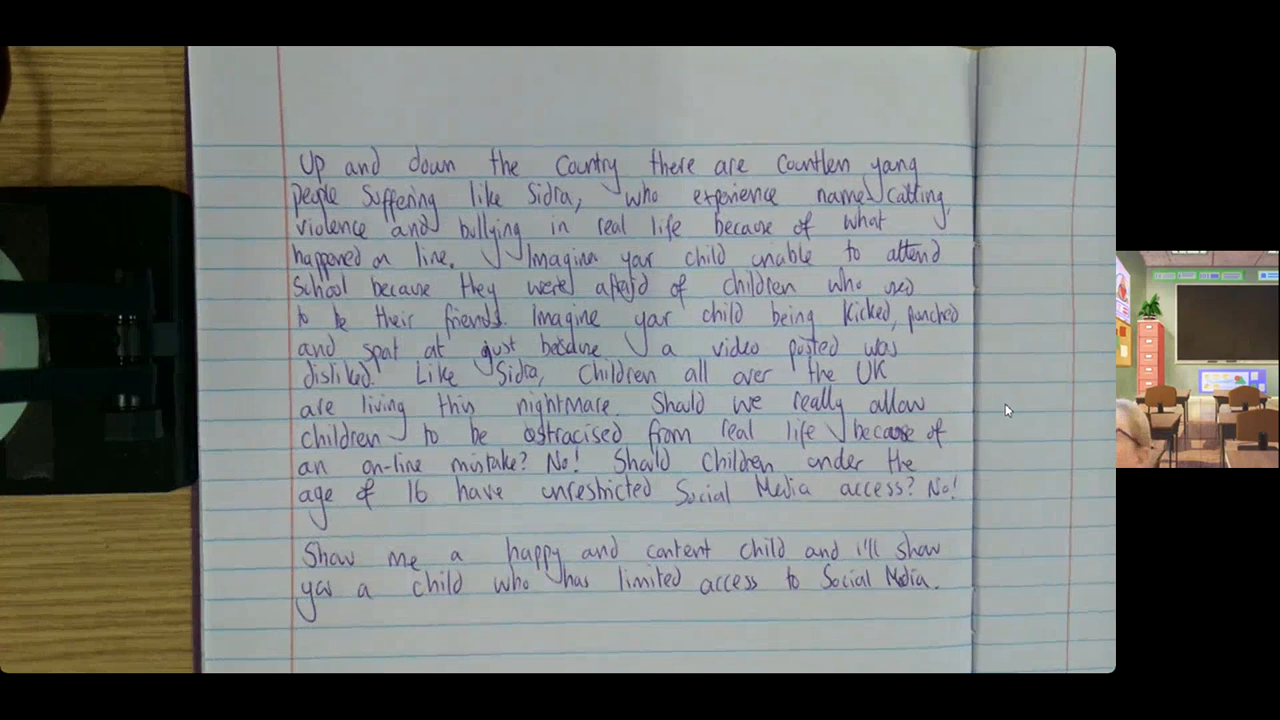 Up and down the Country there are Countless young
people Suffering like Sidra, who experience name calling,
violence and bullying in real life because of what
happened on line. Imagine your child unable to attend
School because they were afraid of children who used
to be their friends. Imagine your child being Kicked, punched
and spat at just because a video posted was
disliked. Like Sidra, Children all over the UK
are living this nightmare. Should we really allow
children to be ostracised from real life because of
an on-line mistake? No! Should Children under the
age of 16 have unrestricted Social Media access? No!
Show me a happy and content child and i'll show
you a child who has limited access to Social Media.